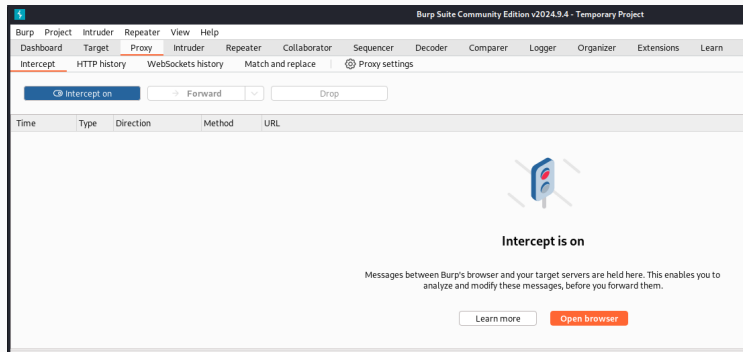 Burp Suite Community Edition v2024.9.4 - Temporary Project
Burp Project Intruder Repeater View Help
Dashboard Target Proxy Intruder Repeater Collaborator Sequencer Decoder Comparer Logger Organizer Extensions Learn
Intercept HTTP history WebSockets history Match and replace Proxy settings
Intercept on Forward Drop
Time Type Direction Method URL
Intercept is on
Messages between Burp's browser and your target servers are held here. This enables you to
analyze and modify these messages, before you forward them.
Learn more Open browser